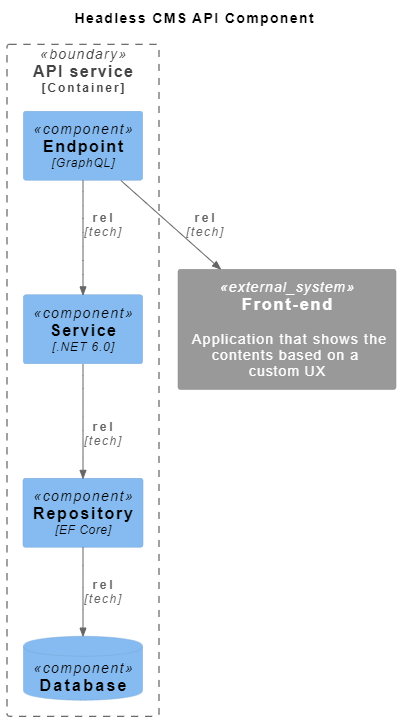 Headless CMS API Component
«boundary»
API service
[Container]
«component»
Endpoint
[GraphQL]
rel
[tech]
rel
[tech]
«external_system»
Front-end
Application that shows the
contents based on a
custom UX
«component»
Service
[.NET 6.0]
rel
[tech]
«component»
Repository
[EF Core]
rel
[tech]
«component»
Database